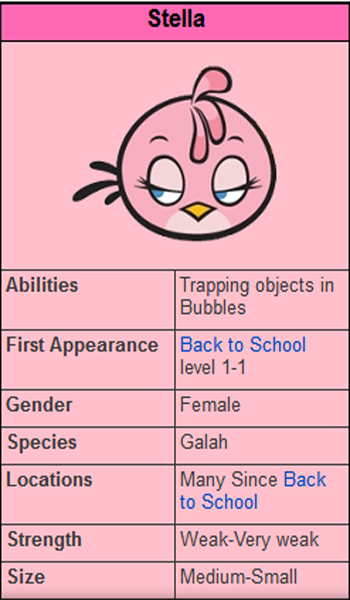 Stella
Abilities
Trapping objects in
Bubbles
First Appearance
Back to School
level 1-1
Gender
Female
Species
Galah
Locations
Many Since Back
to School
Strength
Weak-Very weak
Size
Medium-Small